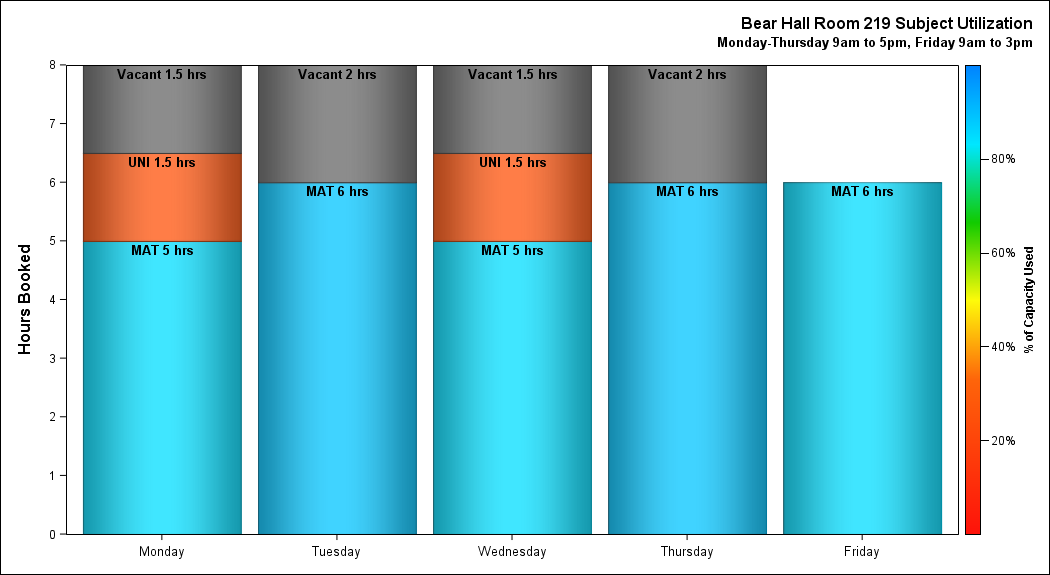 Bear Hall Room 219 Subject Utilization
Monday-Thursday 9am to 5pm, Friday 9am to 3pm
Hours Booked
8
7
6
5
4
3
2
1
0
Vacant 1.5 hrs
UNI 1.5 hrs
MAT 5 hrs
Vacant 2 hrs
MAT 6 hrs
Vacant 1.5 hrs
UNI 1.5 hrs
MAT 5 hrs
Vacant 2 hrs
MAT 6 hrs
MAT 6 hrs
Monday
Tuesday
Wednesday
Thursday
Friday
80%
60%
40%
20%
% of Capacity Used